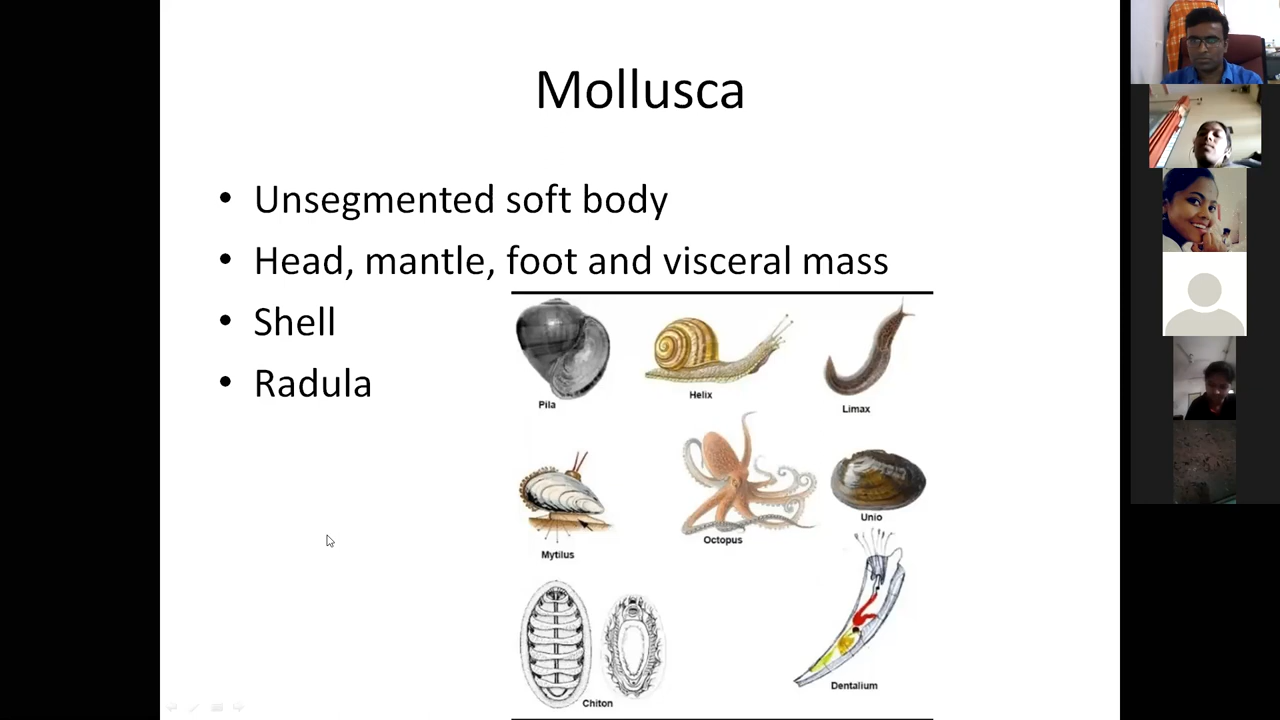 Mollusca
• Unsegmented soft body
• Head, mantle, foot and visceral mass
• Shell
• Radula
Pila
Helix
Limax
Mytilus
Octopus
Unio
Chiton
Dentalium